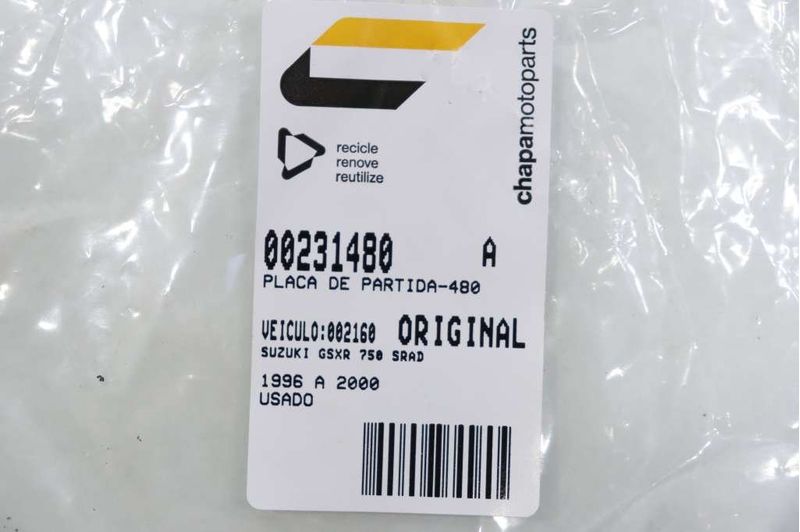 chapamotoparts
recicle
renove
reutilize
00231480 A
PLACA DE PARTIDA-480
VEICULO:002160 ORIGINAL
SUZUKI GSXR 750 SRAD
1996 A 2000
USADO